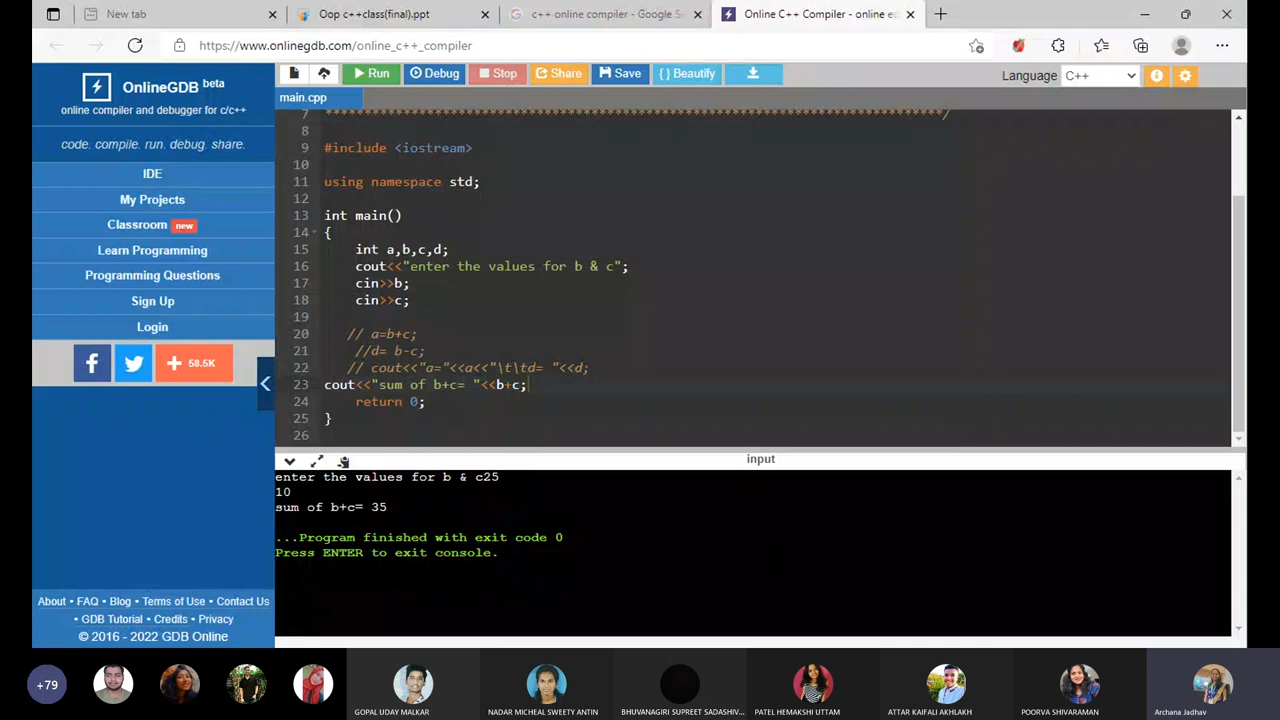 New tab
Oop c++class(final).ppt
c++ online compiler - Google S
Online C++ Compiler - online e
https://www.onlinegdb.com/online_c++_compiler
OnlineGDB beta
online compiler and debugger for c/c++
code. compile. run. debug. share.
IDE
My Projects
Classroom new
Learn Programming
Programming Questions
Sign Up
Login
f
58.5K
About • FAQ • Blog • Terms of Use • Contact Us
• GDB Tutorial • Credits • Privacy
© 2016 - 2022 GDB Online
Run Debug Stop Share Save { } Beautify
Language C++
main.cpp
7 *******************************************************************************/
8
9 #include <iostream>
10
11 using namespace std;
12
13 int main()
14 {
15 int a,b,c,d;
16 cout<<"enter the values for b & c";
17 cin>>b;
18 cin>>c;
19
20 // a=b+c;
21 //d= b-c;
22 // cout<<"a="<<a<<"\t\td= "<<d;
23 cout<<"sum of b+c= "<<b+c;
24 return 0;
25 }
26
input
enter the values for b & c25
10
sum of b+c= 35
...Program finished with exit code 0
Press ENTER to exit console.
+79
GOPAL UDAY MALKAR
NADAR MICHEAL SWEETY ANTIN
BHUVANAGIRI SUPREET SADASHIV...
PATEL HEMAKSHI UTTAM
ATTAR KAIFALI AKHLAKH
POORVA SHIVARAMAN
Archana Jadhav